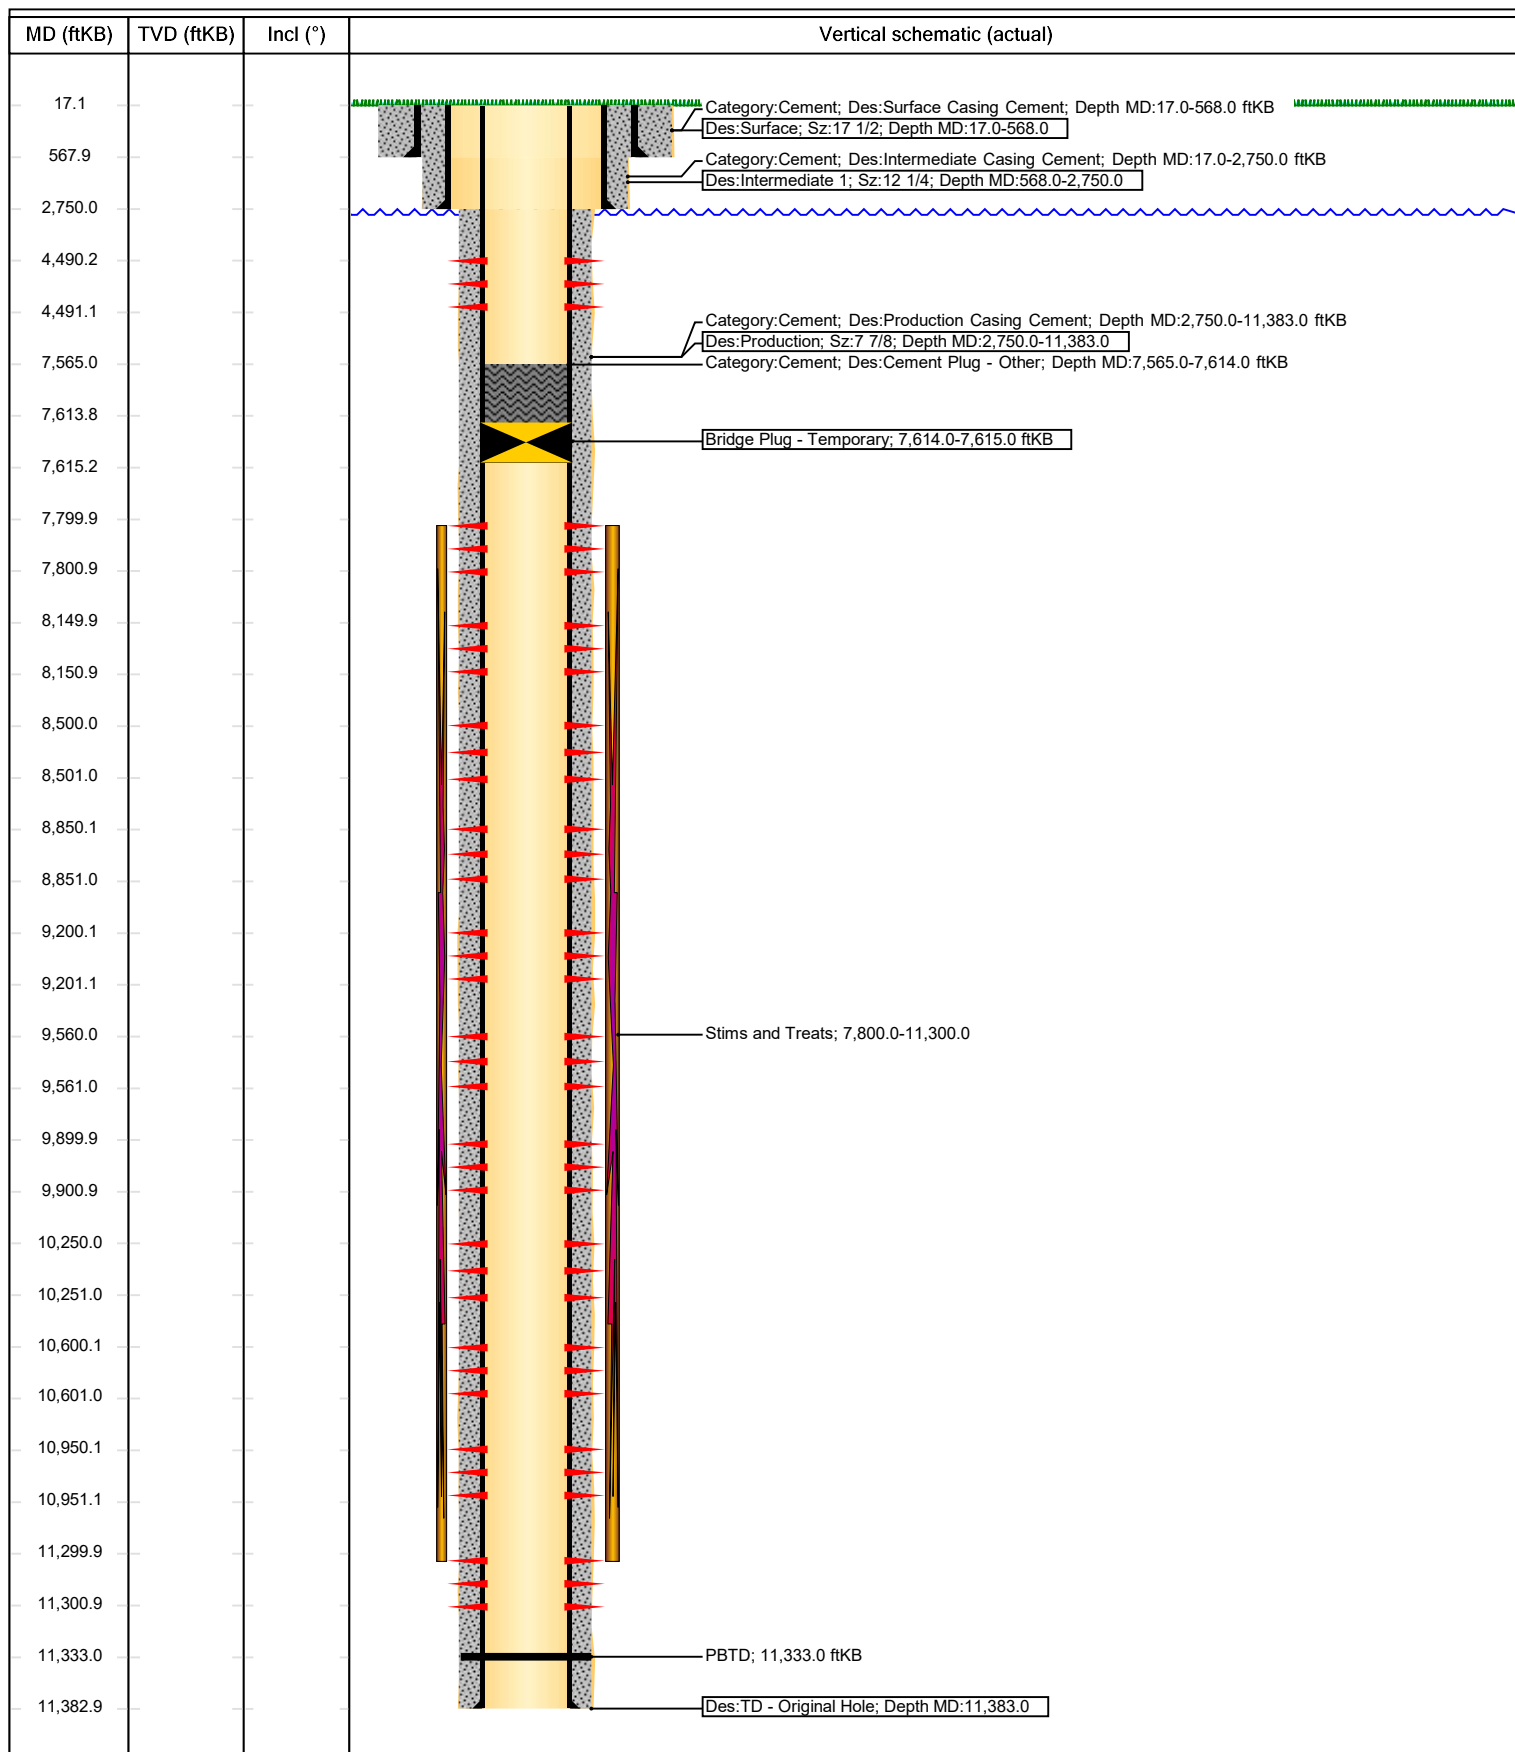 MD (ftKB) TVD (ftKB) Incl (°) Vertical schematic (actual)
17.1
Category:Cement; Des:Surface Casing Cement; Depth MD:17.0-568.0 ftKB
Des:Surface; Sz:17 1/2; Depth MD:17.0-568.0
567.9
Category:Cement; Des:Intermediate Casing Cement; Depth MD:17.0-2,750.0 ftKB
Des:Intermediate 1; Sz:12 1/4; Depth MD:568.0-2,750.0
2,750.0
4,490.2
4,491.1
Category:Cement; Des:Production Casing Cement; Depth MD:2,750.0-11,383.0 ftKB
Des:Production; Sz:7 7/8; Depth MD:2,750.0-11,383.0
7,565.0
Category:Cement; Des:Cement Plug - Other; Depth MD:7,565.0-7,614.0 ftKB
7,613.8
Bridge Plug - Temporary; 7,614.0-7,615.0 ftKB
7,615.2
7,799.9
7,800.9
8,149.9
8,150.9
8,500.0
8,501.0
8,850.1
8,851.0
9,200.1
9,201.1
9,560.0
Stims and Treats; 7,800.0-11,300.0
9,561.0
9,899.9
9,900.9
10,250.0
10,251.0
10,600.1
10,601.0
10,950.1
10,951.1
11,299.9
11,300.9
11,333.0
PBTD; 11,333.0 ftKB
11,382.9
Des:TD - Original Hole; Depth MD:11,383.0